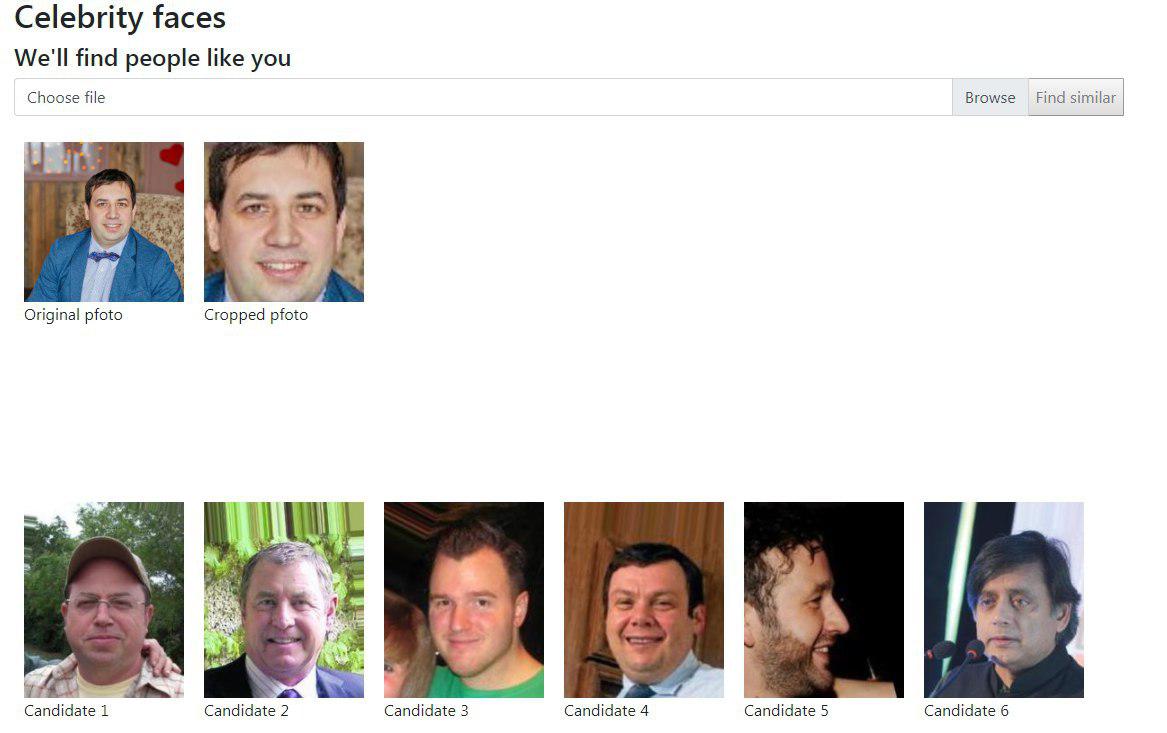 Celebrity faces
We'll find people like you
Choose file Browse Find similar
Original pfoto Cropped pfoto
Candidate 1 Candidate 2 Candidate 3 Candidate 4 Candidate 5 Candidate 6